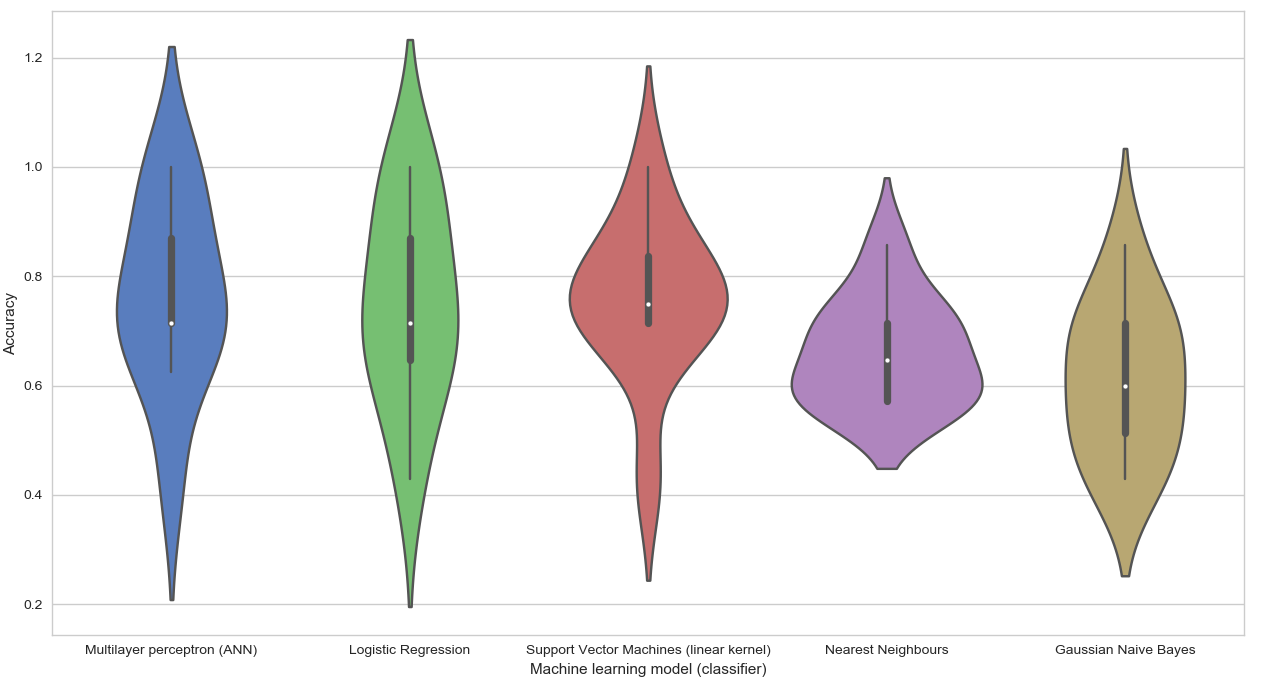 1.2
1.0
0.8
0.6
0.4
0.2
Accuracy
Multilayer perceptron (ANN) Logistic Regression Support Vector Machines (linear kernel) Nearest Neighbours Gaussian Naive Bayes
Machine learning model (classifier)